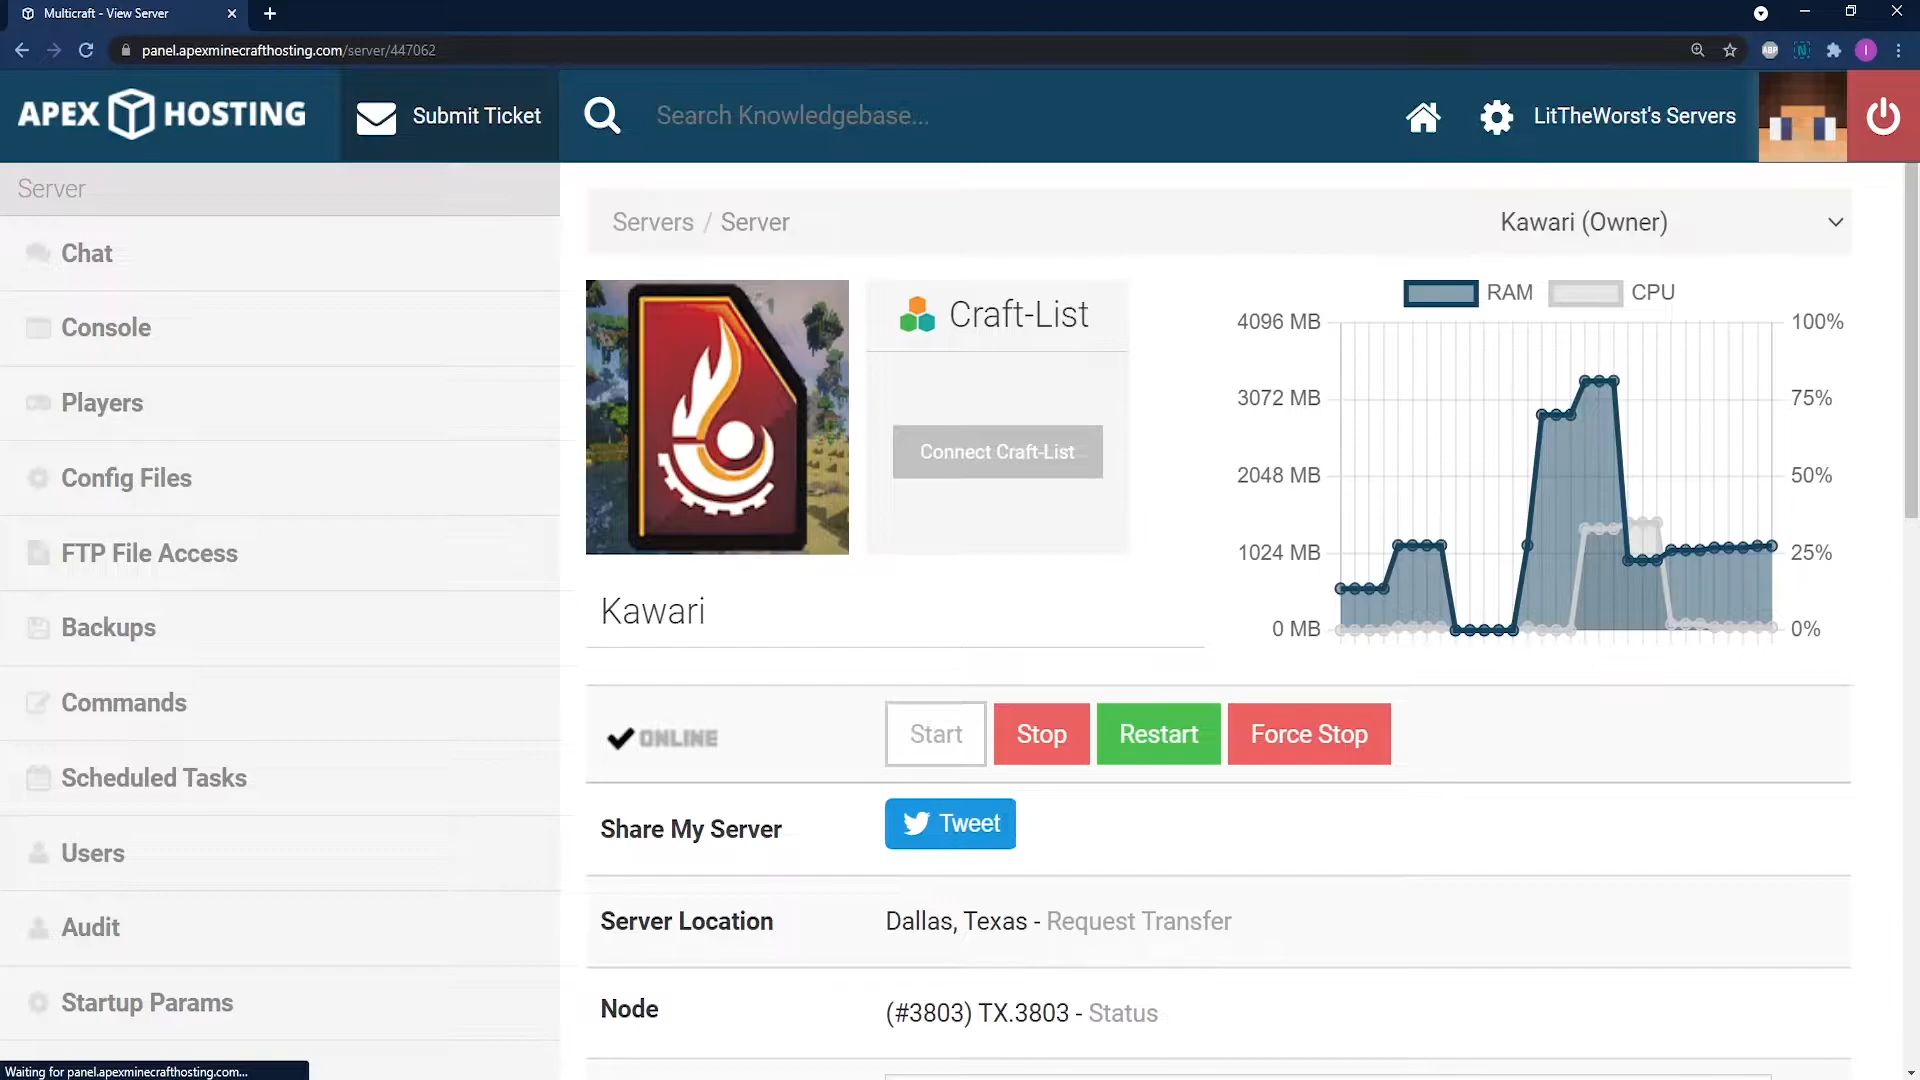 Multicraft - View Server
panel.apexminecrafthosting.com/server/447062
ABP
N
I
APEX HOSTING
Submit Ticket
Search Knowledgebase...
LitTheWorst's Servers
Server
Chat
Console
Players
Config Files
FTP File Access
Backups
Commands
Scheduled Tasks
Users
Audit
Startup Params
Servers / Server
Kawari (Owner)
Craft-List
Connect Craft-List
RAM
CPU
4096 MB
3072 MB
2048 MB
1024 MB
0 MB
100%
75%
50%
25%
0%
Kawari
ONLINE
Start
Stop
Restart
Force Stop
Share My Server
Tweet
Server Location
Dallas, Texas - Request Transfer
Node
(#3803) TX.3803 - Status
Waiting for panel.apexminecrafthosting.com...